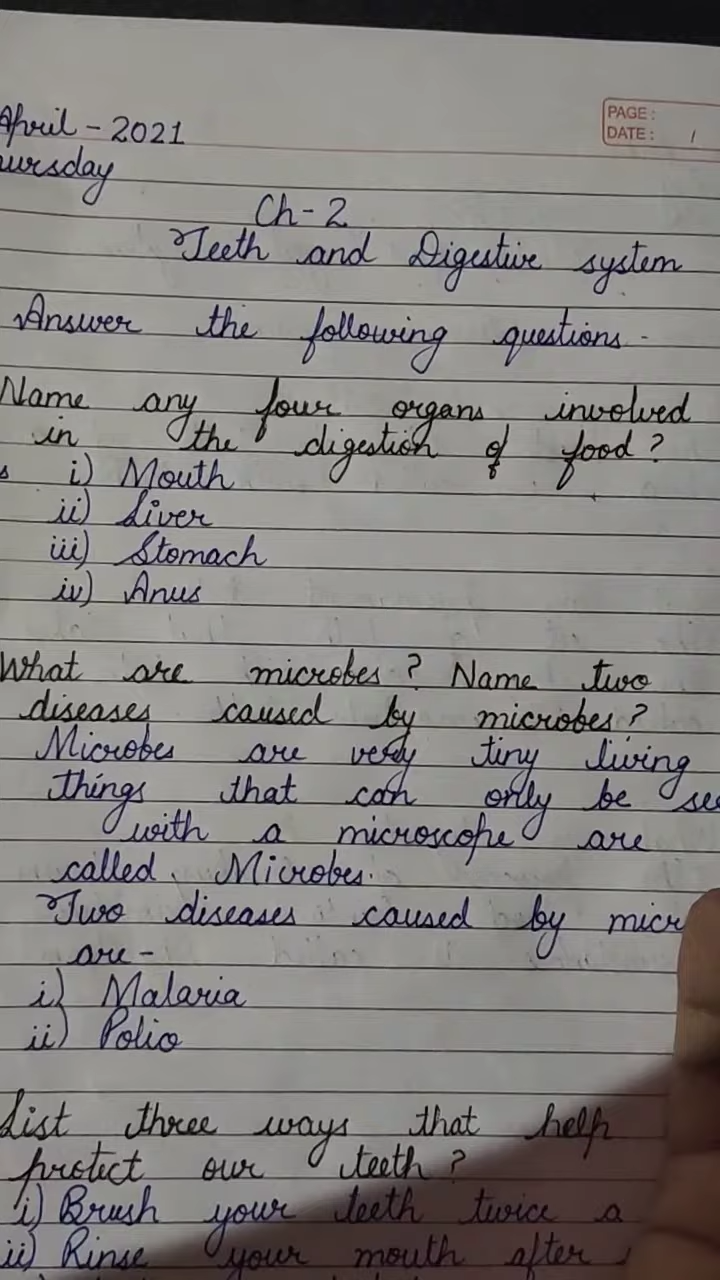 April - 2021
PAGE :
DATE : /
ursday
Ch-2
Teeth and Digestive system
Answer the following questions -
Name any four organs involved
in the digestion of food ?
s i) Mouth
ii) Liver
iii) Stomach
iv) Anus
What are microbes ? Name two
diseases caused by microbes ?
Microbes are very tiny living
things that can only be see
with a microscope are
called Microbes.
Two diseases caused by micr
are -
i) Malaria
ii) Polio
List three ways that help
protect our teeth ?
i) Brush your teeth twice a
ii) Rinse your mouth after